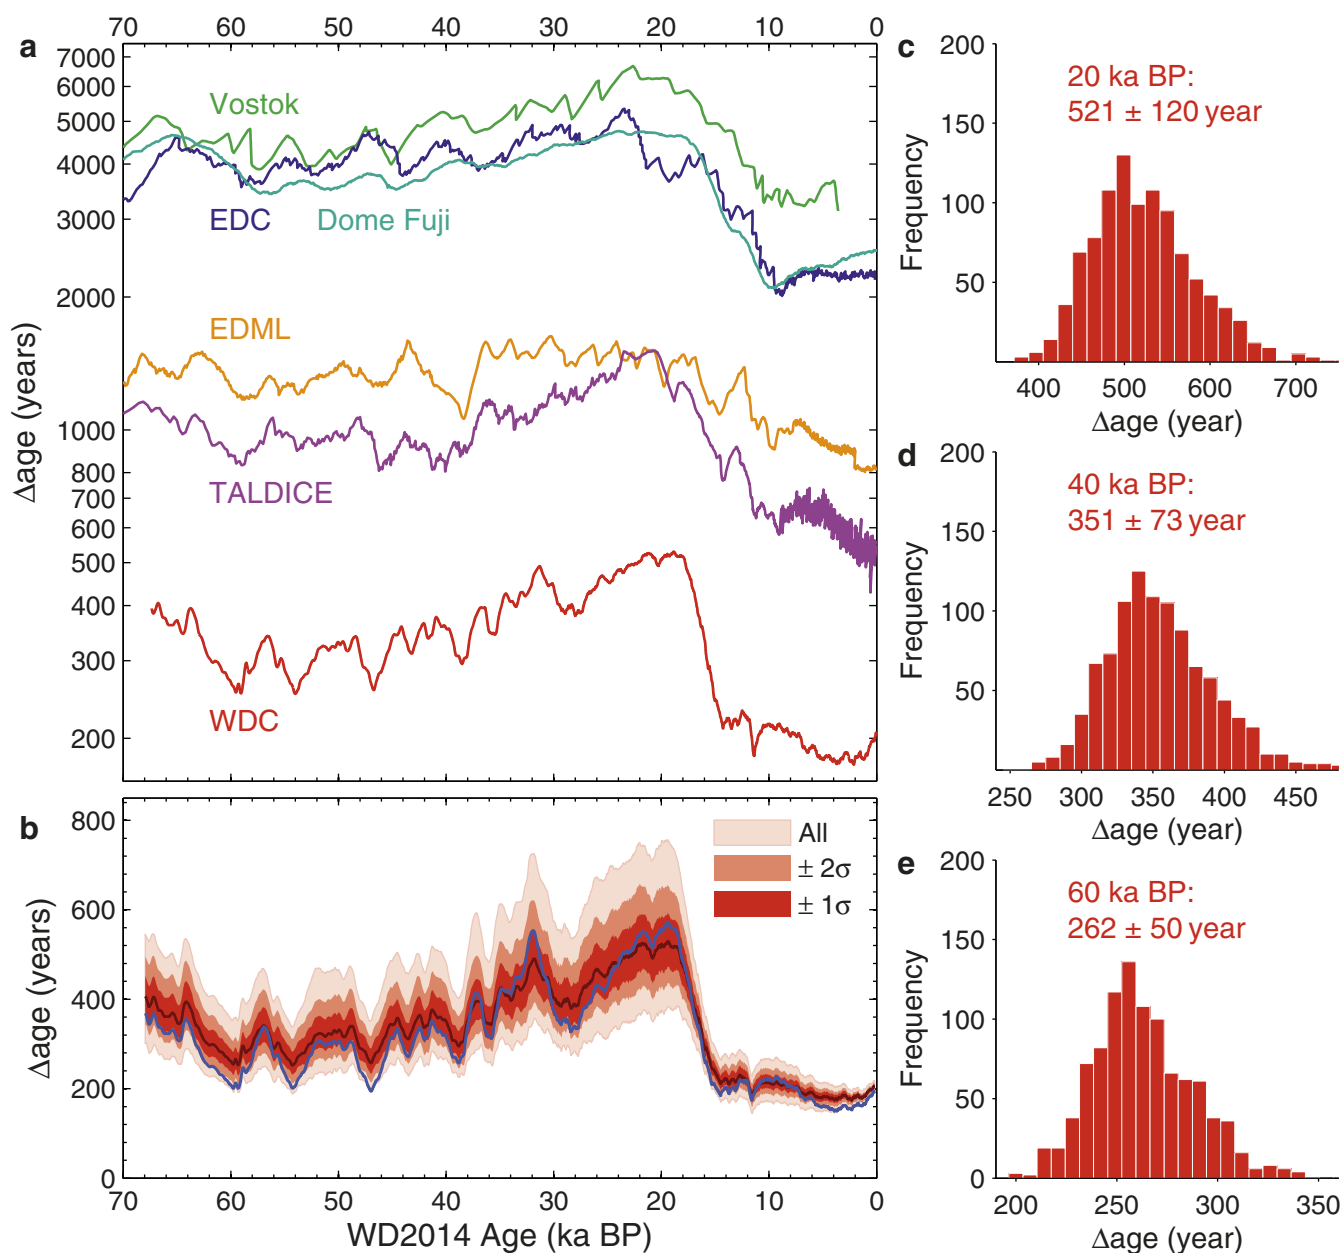 a
70 60 50 40 30 20 10 0
7000
6000
5000
4000
3000
2000
1000
800
700
600
500
400
300
200
Δage (years)
Vostok
EDC
Dome Fuji
EDML
TALDICE
WDC
b
800
600
400
200
0
Δage (years)
All
± 2σ
± 1σ
70 60 50 40 30 20 10 0
WD2014 Age (ka BP)
c
200
150
100
50
Frequency
20 ka BP:
521 ± 120 year
400 500 600 700
Δage (year)
d
200
150
100
50
Frequency
40 ka BP:
351 ± 73 year
250 300 350 400 450
Δage (year)
e
200
150
100
50
0
Frequency
60 ka BP:
262 ± 50 year
200 250 300 350
Δage (year)